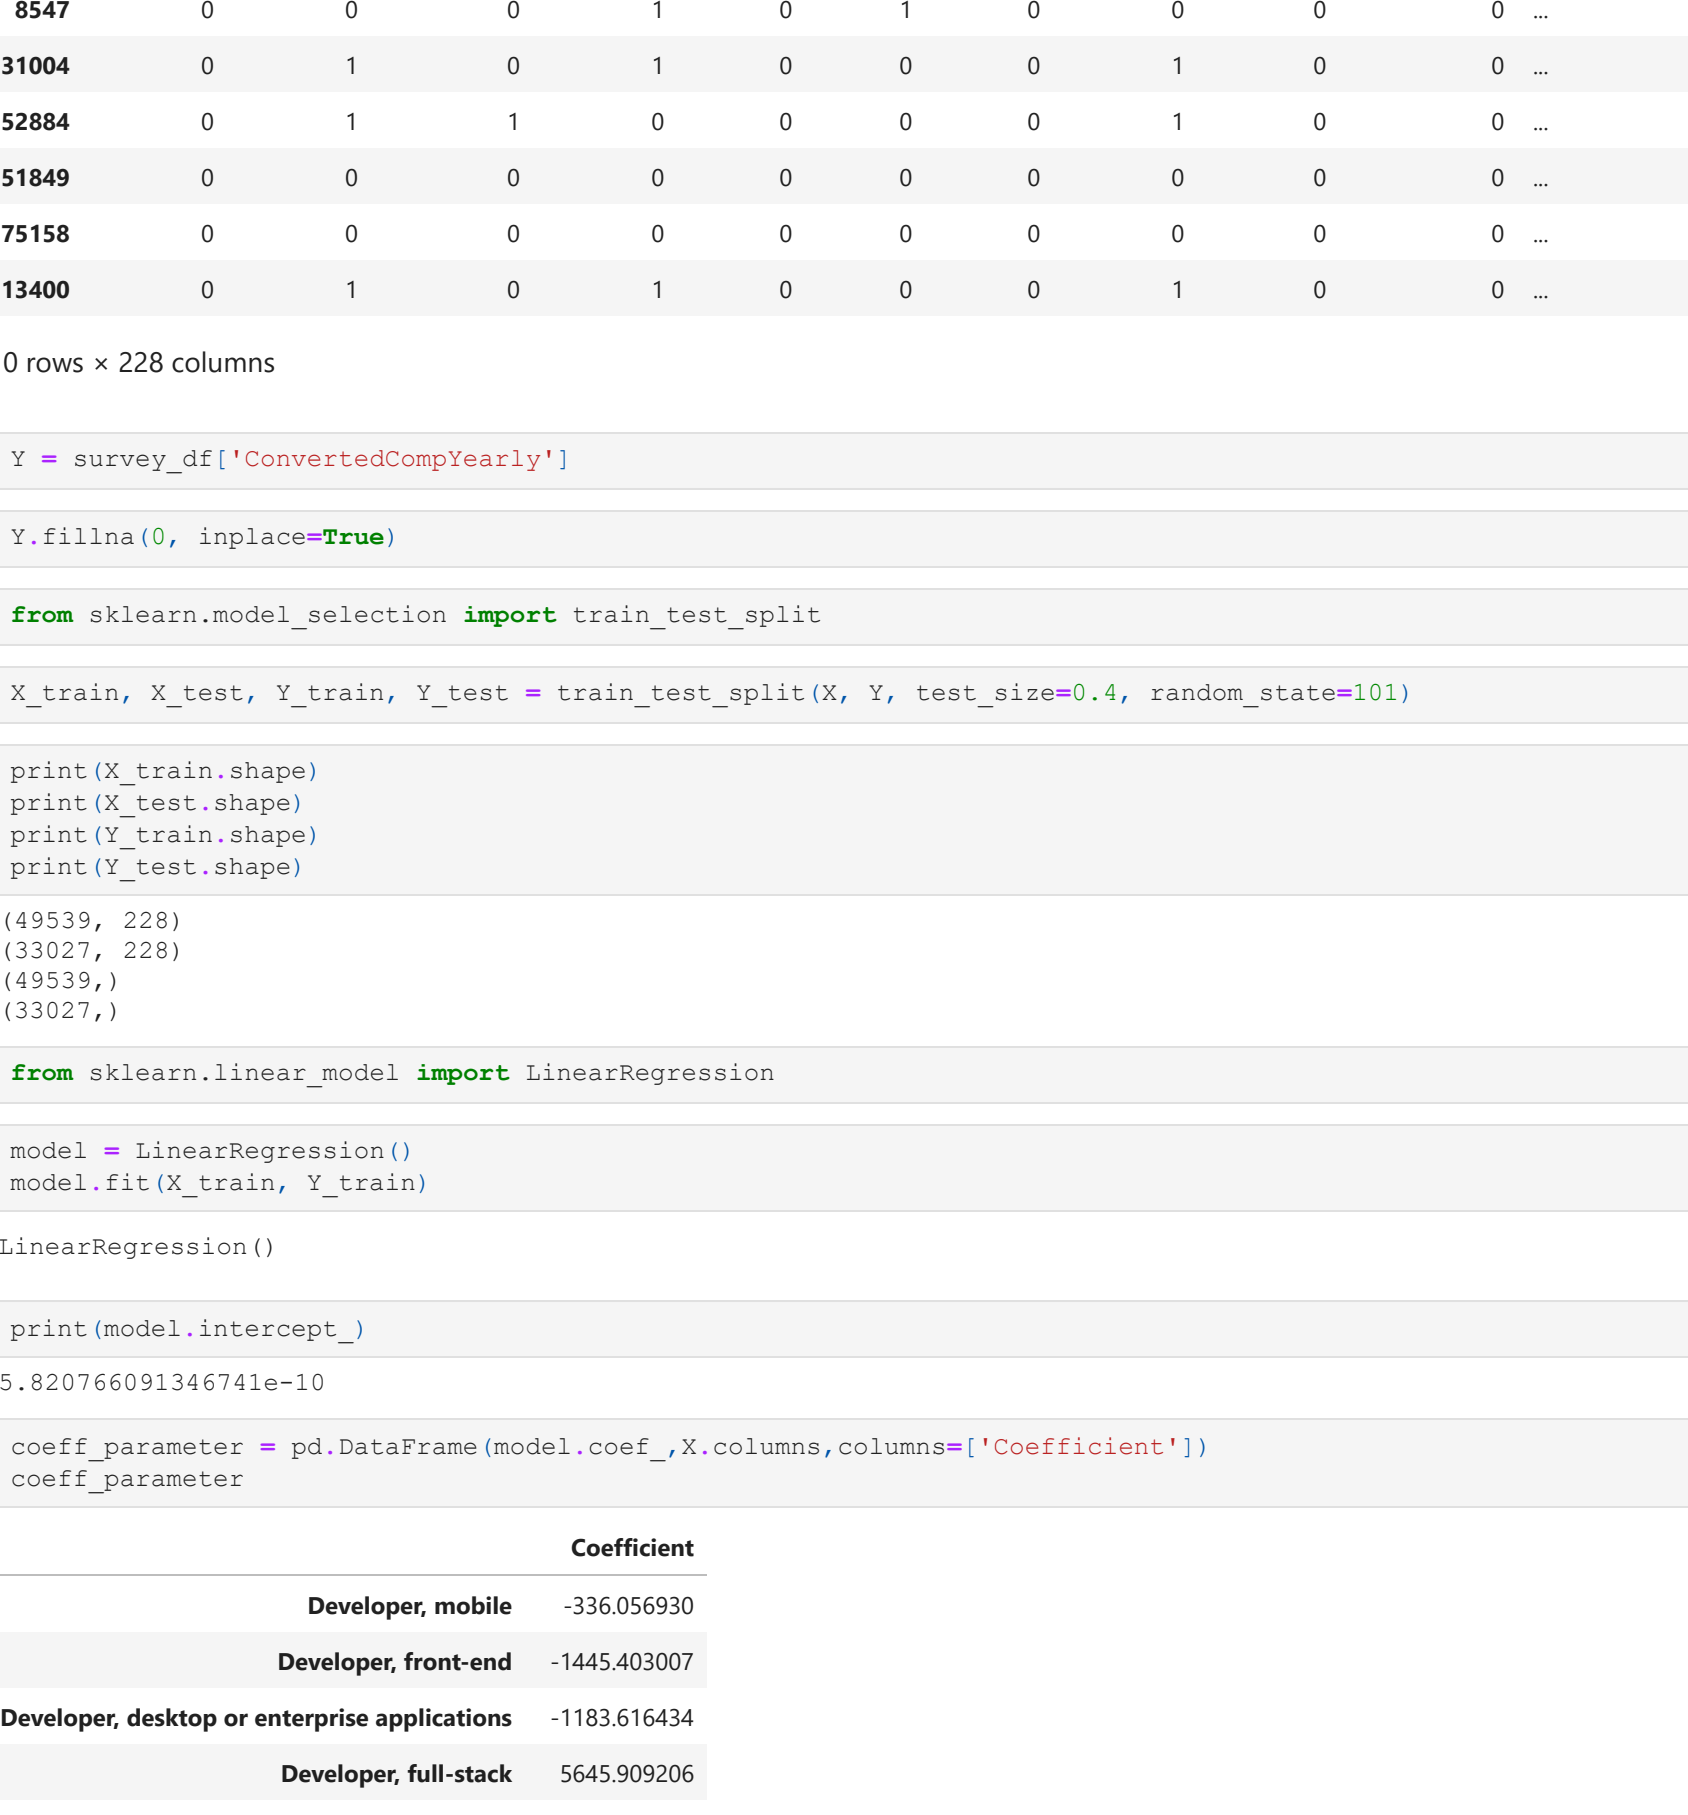 8547 0 0 0 1 0 1 0 0 0 0 ...
31004 0 1 0 1 0 0 0 1 0 0 ...
52884 0 1 1 0 0 0 0 1 0 0 ...
51849 0 0 0 0 0 0 0 0 0 0 ...
75158 0 0 0 0 0 0 0 0 0 0 ...
13400 0 1 0 1 0 0 0 1 0 0 ...
0 rows × 228 columns
Y = survey_df['ConvertedCompYearly']
Y.fillna(0, inplace=True)
from sklearn.model_selection import train_test_split
X_train, X_test, Y_train, Y_test = train_test_split(X, Y, test_size=0.4, random_state=101)
print(X_train.shape)
print(X_test.shape)
print(Y_train.shape)
print(Y_test.shape)
(49539, 228)
(33027, 228)
(49539,)
(33027,)
from sklearn.linear_model import LinearRegression
model = LinearRegression()
model.fit(X_train, Y_train)
LinearRegression()
print(model.intercept_)
5.820766091346741e-10
coeff_parameter = pd.DataFrame(model.coef_,X.columns,columns=['Coefficient'])
coeff_parameter
Coefficient
Developer, mobile -336.056930
Developer, front-end -1445.403007
Developer, desktop or enterprise applications -1183.616434
Developer, full-stack 5645.909206